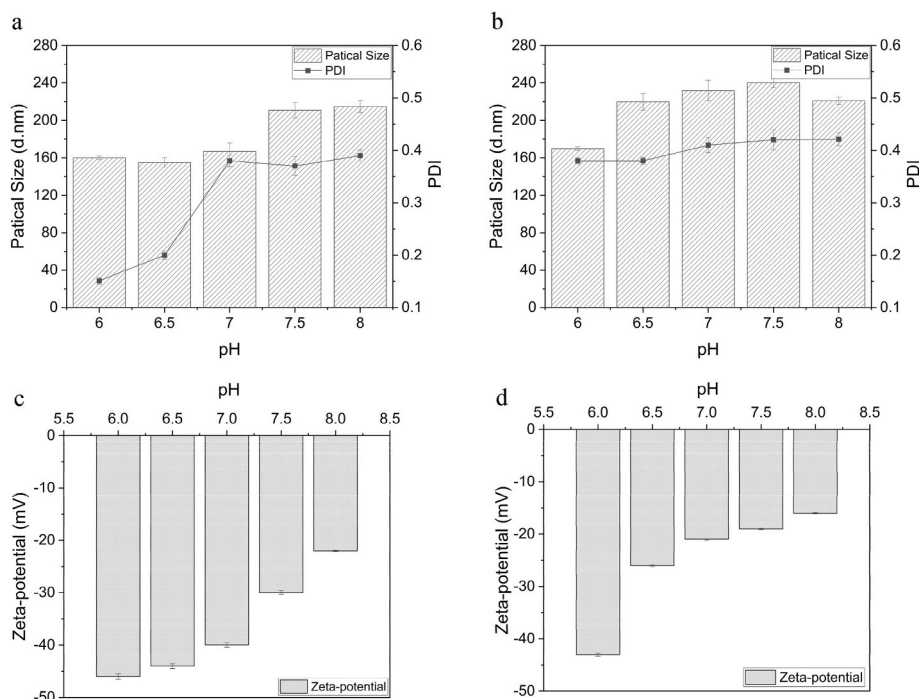 a
280
240
200
160
120
80
40
0
Patical Size (d.nm)
6 6.5 7 7.5 8
pH
0.6
0.5
0.4
0.3
0.2
0.1
PDI
Patical Size
PDI
b
280
240
200
160
120
80
40
0
Patical Size (d.nm)
6 6.5 7 7.5 8
pH
0.6
0.5
0.4
0.3
0.2
0.1
PDI
Patical Size
PDI
c
pH
5.5 6.0 6.5 7.0 7.5 8.0 8.5
0
-10
-20
-30
-40
-50
Zeta-potential (mV)
Zeta-potential
d
pH
5.5 6.0 6.5 7.0 7.5 8.0 8.5
0
-10
-20
-30
-40
-50
Zeta-potential (mV)
Zeta-potential